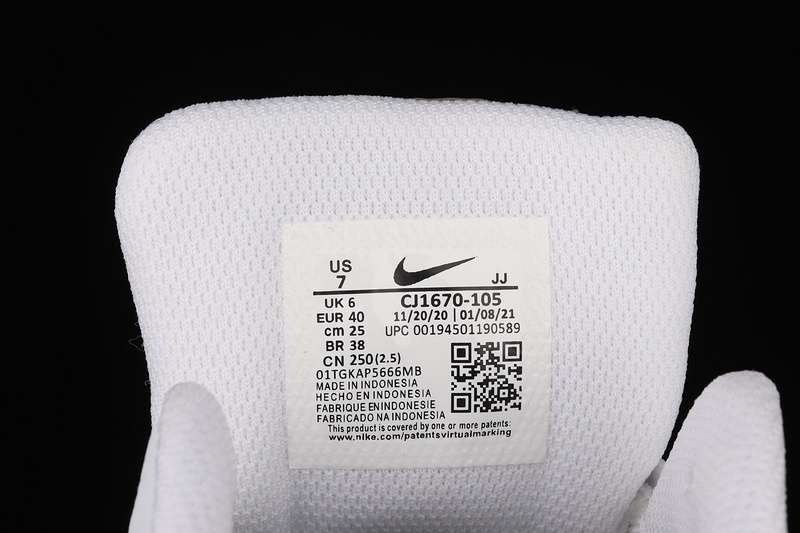 US
7
JJ
UK 6
CJ1670-105
EUR 40
11/20/20 | 01/08/21
cm 25
UPC 00194501190589
BR 38
CN 250(2.5)
01TGKAP5666MB
MADE IN INDONESIA
HECHO EN INDONESIA
FABRIQUE EN INDONESIE
FABRICADO NA INDONESIA
This product is covered by one or more patents:
www.nike.com/patentsvirtualmarking